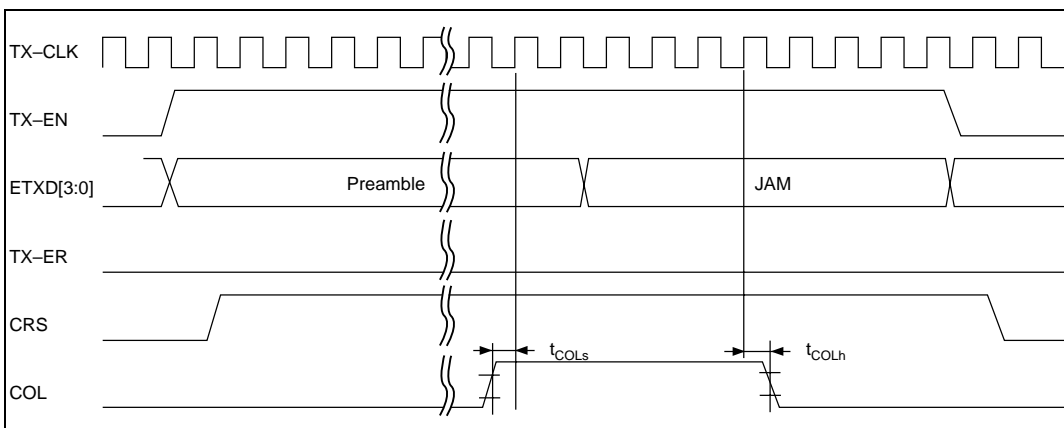 TX–CLK
TX–EN
ETXD[3:0]
Preamble
JAM
TX–ER
CRS
tCOLs
tCOLh
COL